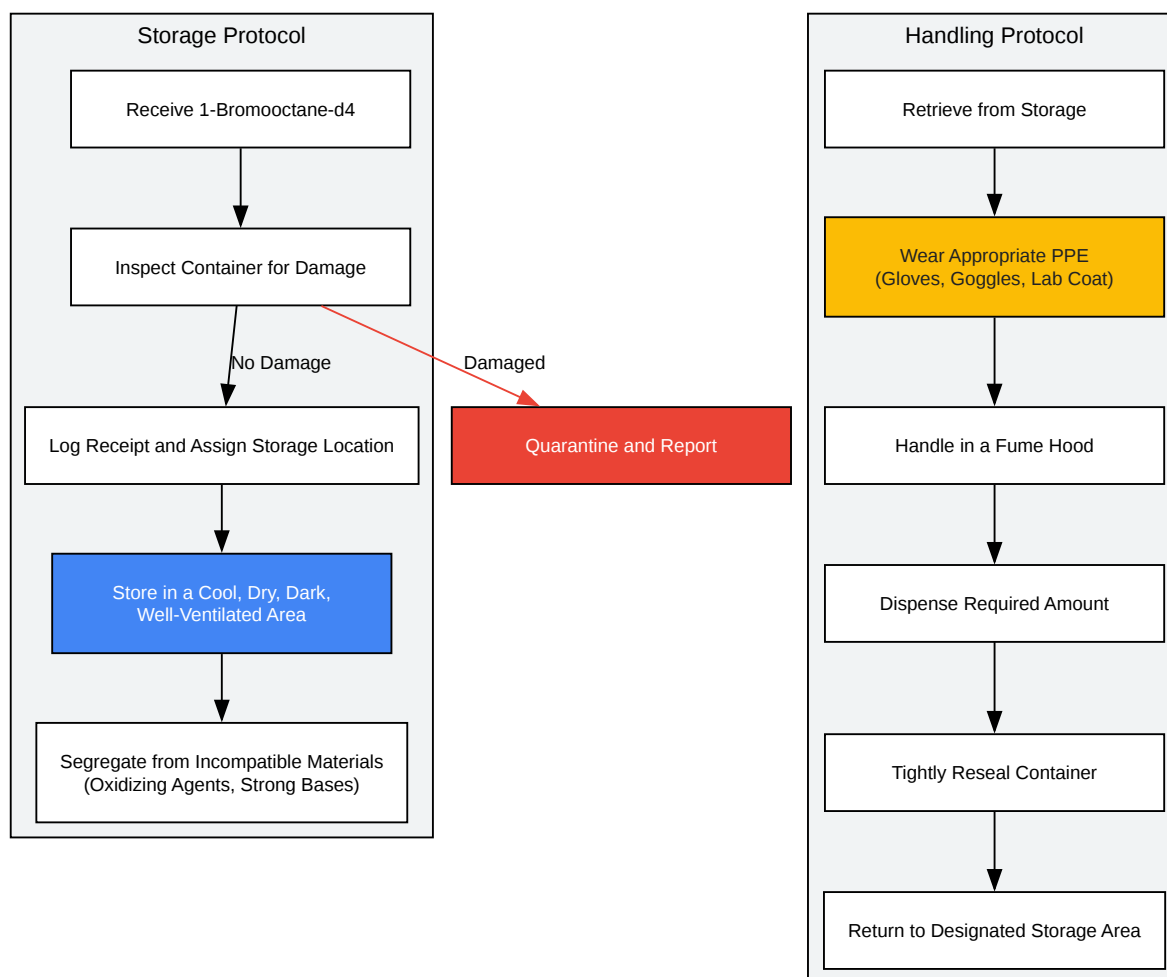 Storage Protocol
Receive 1-Bromooctane-d4
Inspect Container for Damage
No Damage
Damaged
Log Receipt and Assign Storage Location
Quarantine and Report
Store in a Cool, Dry, Dark,
Well-Ventilated Area
Segregate from Incompatible Materials
(Oxidizing Agents, Strong Bases)
Handling Protocol
Retrieve from Storage
Wear Appropriate PPE
(Gloves, Goggles, Lab Coat)
Handle in a Fume Hood
Dispense Required Amount
Tightly Reseal Container
Return to Designated Storage Area